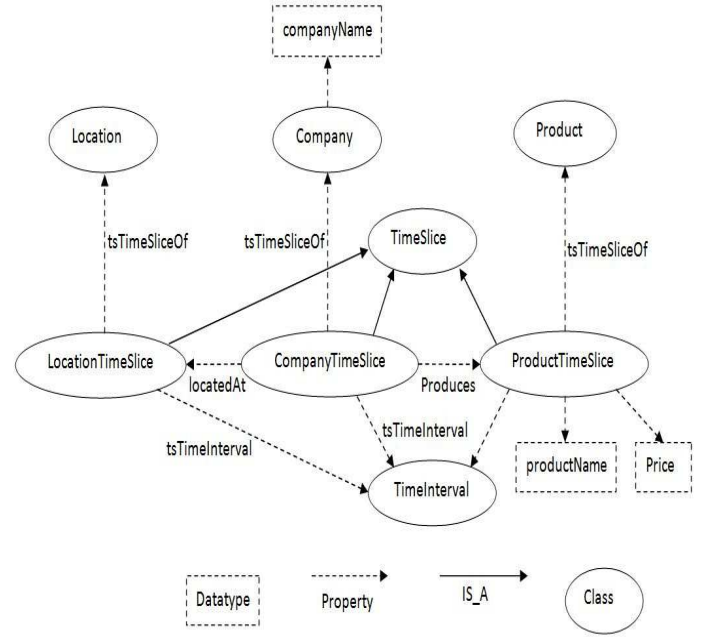 companyName
Location
Company
Product
tsTimeSliceOf
tsTimeSliceOf
TimeSlice
tsTimeSliceOf
LocationTimeSlice
CompanyTimeSlice
ProductTimeSlice
locatedAt
Produces
tsTimeInterval
tsTimeInterval
productName
Price
TimeInterval
Datatype
Property
IS_A
Class